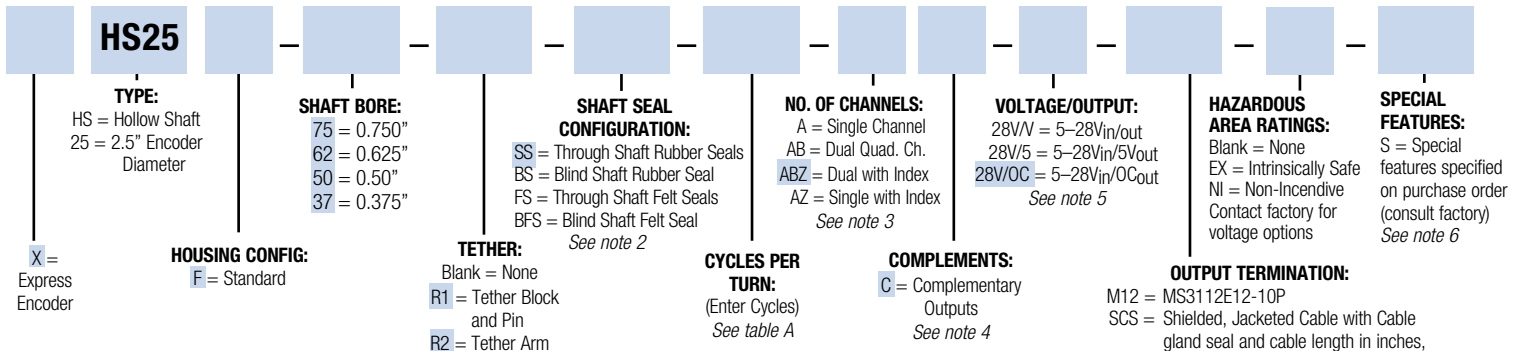 HS25
TYPE:
HS = Hollow Shaft
25 = 2.5” Encoder
Diameter
X =
Express
Encoder
HOUSING CONFIG:
F = Standard
SHAFT BORE:
75 = 0.750”
62 = 0.625”
50 = 0.50”
37 = 0.375”
TETHER:
Blank = None
R1 = Tether Block
and Pin
R2 = Tether Arm
SHAFT SEAL
CONFIGURATION:
SS = Through Shaft Rubber Seals
BS = Blind Shaft Rubber Seal
FS = Through Shaft Felt Seals
BFS = Blind Shaft Felt Seal
See note 2
CYCLES PER
TURN:
(Enter Cycles)
See table A
NO. OF CHANNELS:
A = Single Channel
AB = Dual Quad. Ch.
ABZ = Dual with Index
AZ = Single with Index
See note 3
COMPLEMENTS:
C = Complementary
Outputs
See note 4
VOLTAGE/OUTPUT:
28V/V = 5–28Vin/out
28V/5 = 5–28Vin/5Vout
28V/OC = 5–28Vin/OCout
See note 5
OUTPUT TERMINATION:
M12 = MS3112E12-10P
SCS = Shielded, Jacketed Cable with Cable
gland seal and cable length in inches,
HAZARDOUS
AREA RATINGS:
Blank = None
EX = Intrinsically Safe
NI = Non-Incendive
Contact factory for
voltage options
SPECIAL
FEATURES:
S = Special
features specified
on purchase order
(consult factory)
See note 6